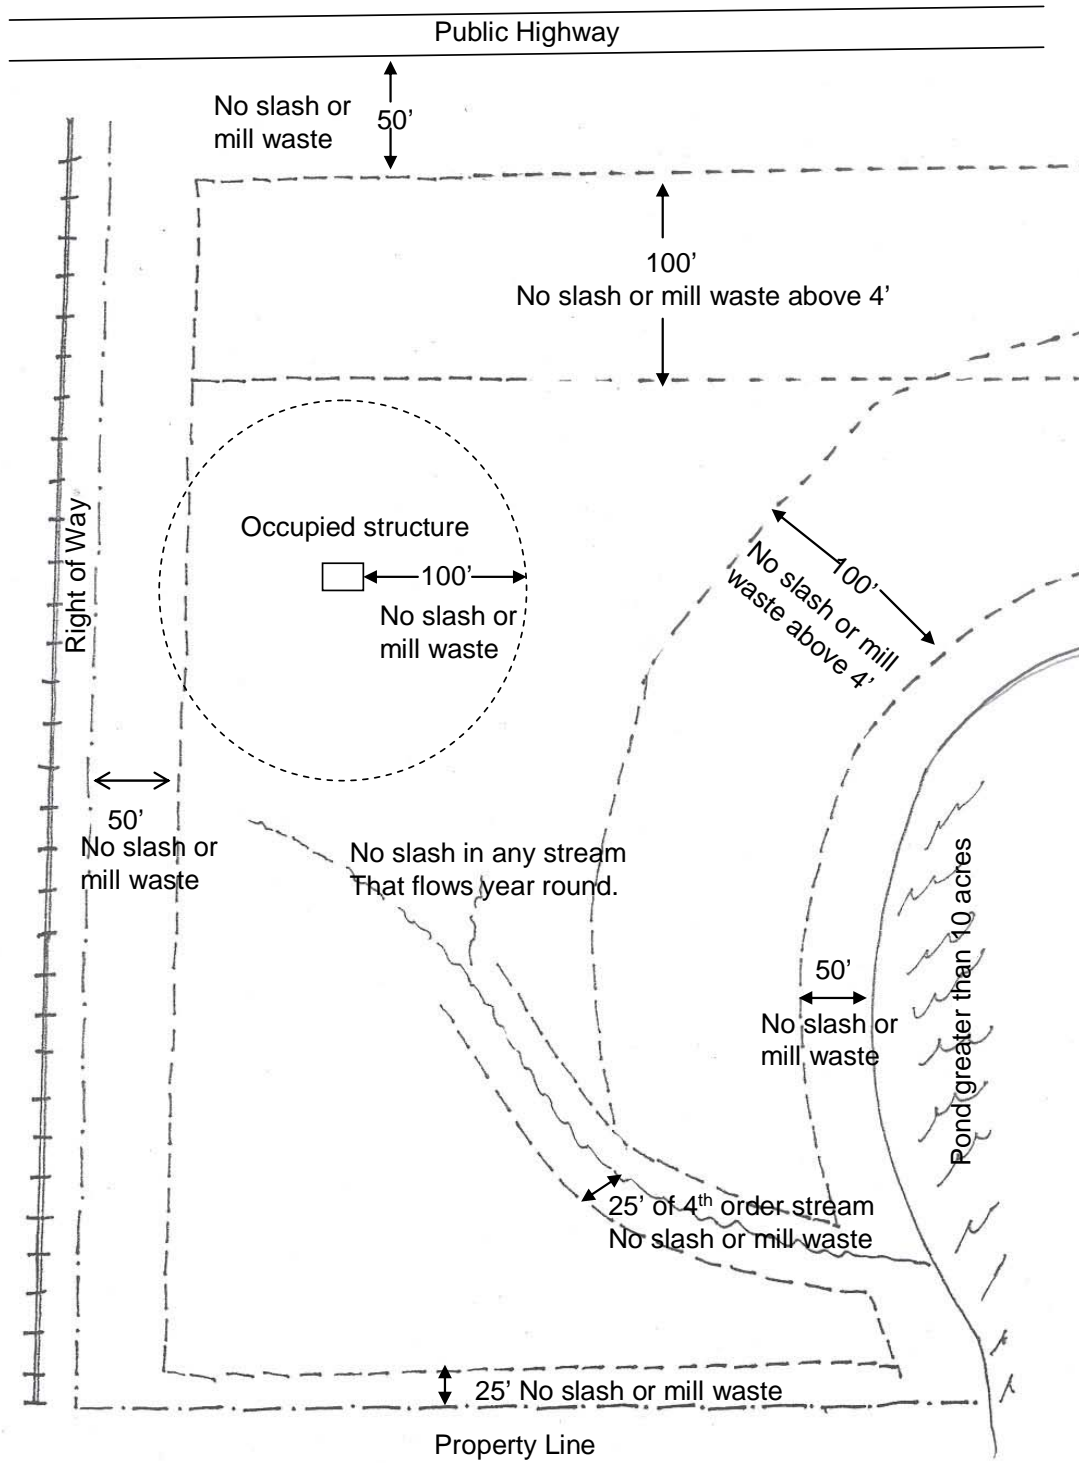 Public Highway
No slash or
mill waste
50’
100’
No slash or mill waste above 4’
Right of Way
Occupied structure
100’
No slash or
mill waste
100’
No slash or mill
waste above 4’
50’
No slash or
mill waste
No slash in any stream
That flows year round.
Pond greater than 10 acres
50’
No slash or
mill waste
25’ of 4th order stream
No slash or mill waste
25’ No slash or mill waste
Property Line